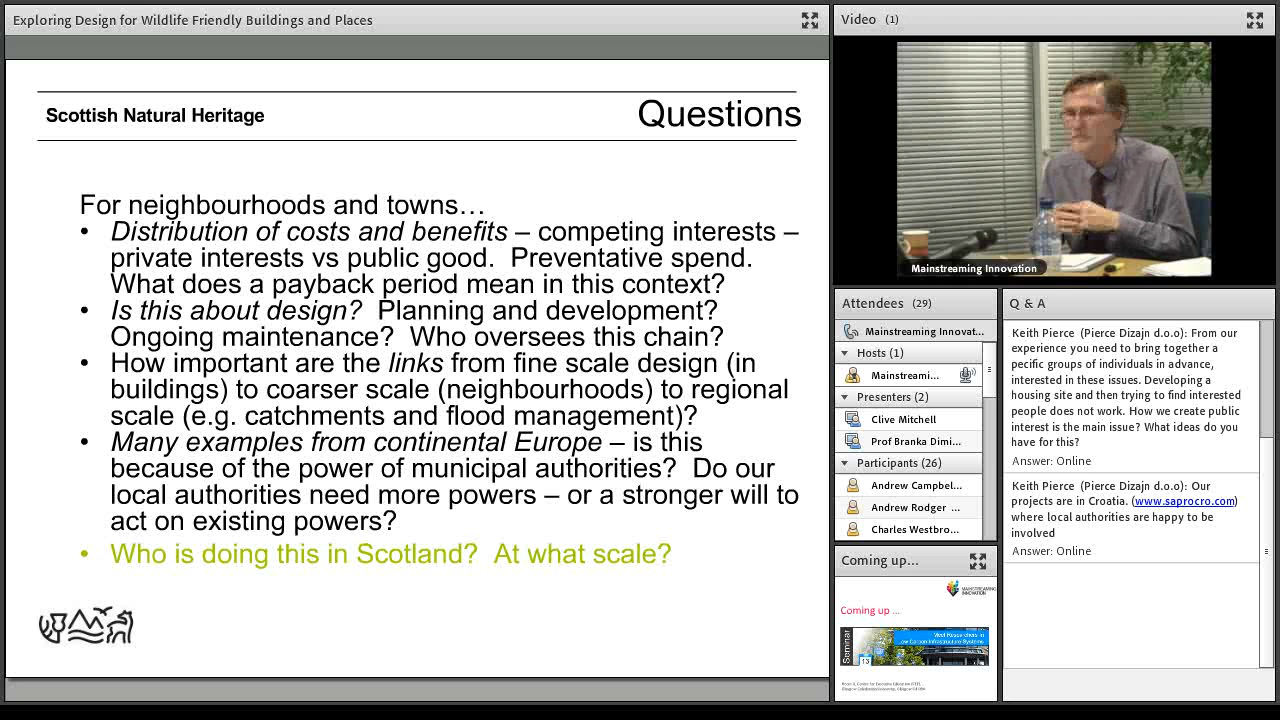 Exploring Design for Wildlife Friendly Buildings and Places
Scottish Natural Heritage
Questions
For neighbourhoods and towns…
• Distribution of costs and benefits – competing interests –
private interests vs public good. Preventative spend.
What does a payback period mean in this context?
• Is this about design? Planning and development?
Ongoing maintenance? Who oversees this chain?
• How important are the links from fine scale design (in
buildings) to coarser scale (neighbourhoods) to regional
scale (e.g. catchments and flood management)?
• Many examples from continental Europe – is this
because of the power of municipal authorities? Do our
local authorities need more powers – or a stronger will to
act on existing powers?
• Who is doing this in Scotland? At what scale?
Video (1)
Mainstreaming Innovation
Attendees (29)
Mainstreaming Innovat...
Hosts (1)
Mainstreami...
Presenters (2)
Clive Mitchell
Prof Branka Dimi...
Participants (26)
Andrew Campbel...
Andrew Rodger ...
Charles Westbro...
Coming up...
MAINSTREAMING
INNOVATION
Coming up ...
Seminar
13
Meet Researchers in
Low Carbon Infrastructure Systems
Q & A
Keith Pierce (Pierce Dizajn d.o.o): From our
experience you need to bring together a
pecific groups of individuals in advance,
interested in these issues. Developing a
housing site and then trying to find interested
people does not work. How we create public
interest is the main issue? What ideas do you
have for this?
Answer: Online
Keith Pierce (Pierce Dizajn d.o.o): Our
projects are in Croatia. (www.saprocro.com)
where local authorities are happy to be
involved
Answer: Online